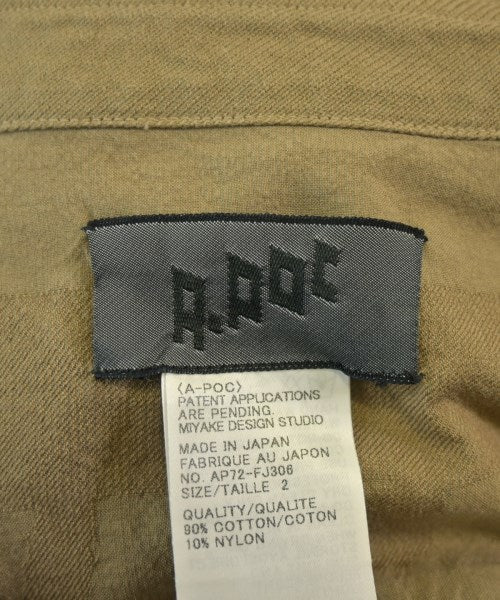 A.POC
〈A-POC〉
PATENT APPLICATIONS
ARE PENDING.
MIYAKE DESIGN STUDIO
MADE IN JAPAN
FABRIQUE AU JAPON
NO. AP72-FJ306
SIZE/TAILLE 2
QUALITY/QUALITE
90% COTTON/COTON
10% NYLON